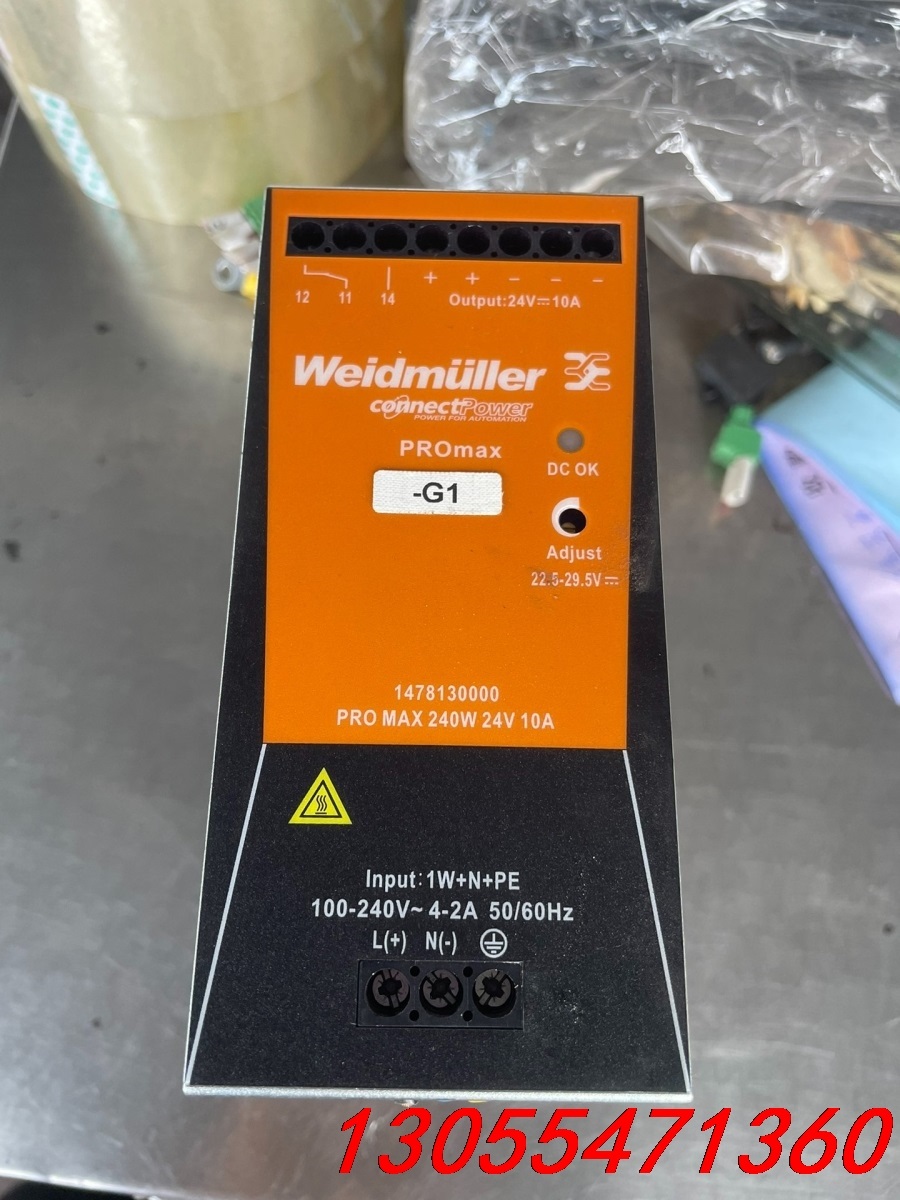 + + − − −
12 11 14 Output:24V⎓10A
Weidmüller
connectPower
POWER FOR AUTOMATION
PROmax
DC OK
-G1
Adjust
22.5-29.5V⎓
1478130000
PRO MAX 240W 24V 10A
Input:1W+N+PE
100-240V~ 4-2A 50/60Hz
L(+) N(-)
13055471360